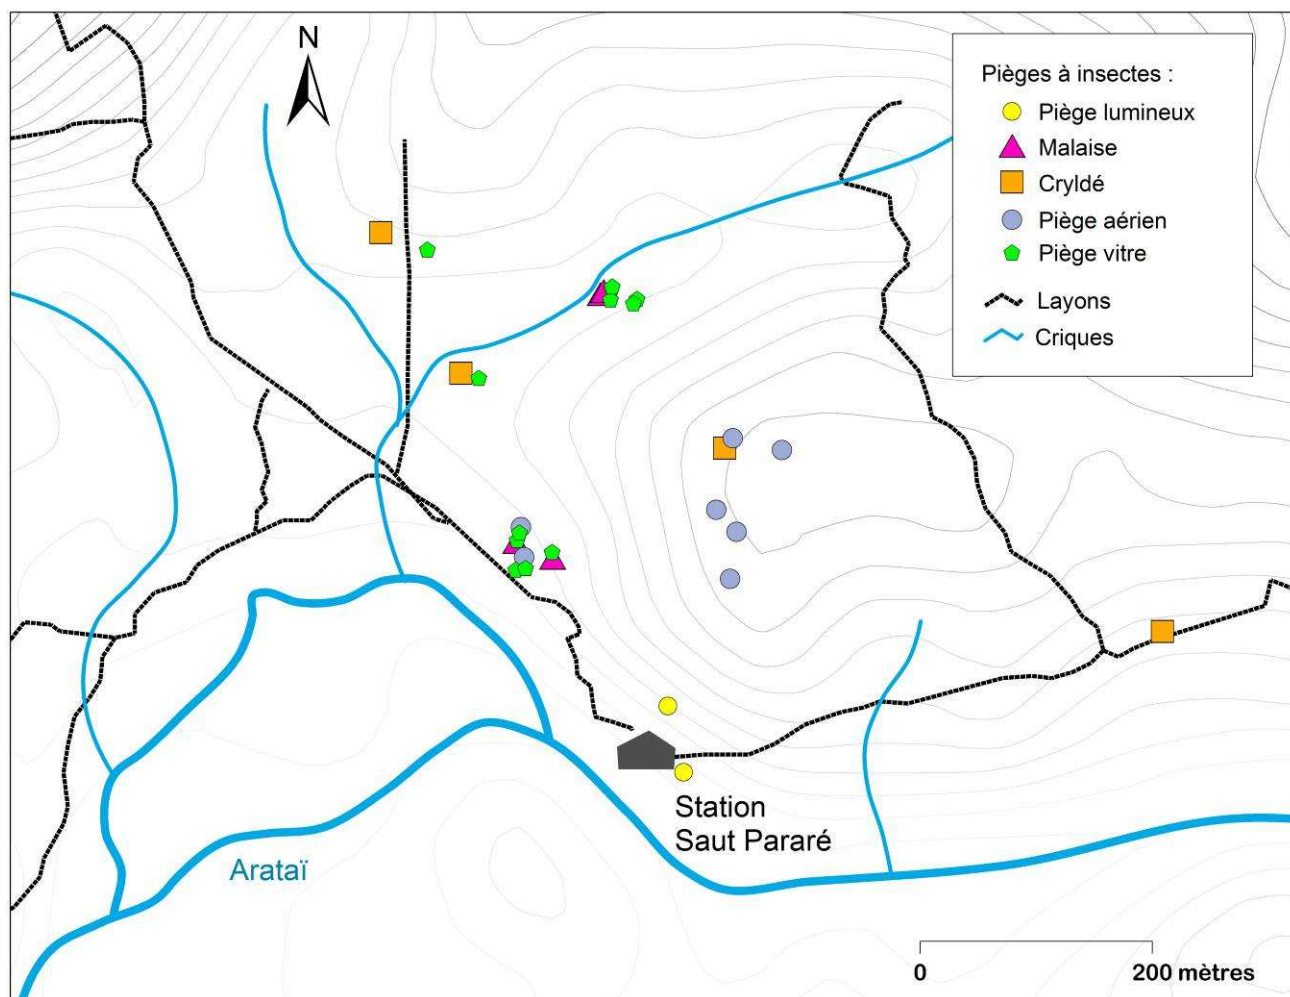 N
Pièges à insectes :
Piège lumineux
Malaise
Cryldé
Piège aérien
Piège vitre
Layons
Criques
Station
Saut Pararé
Arataï
0 200 mètres